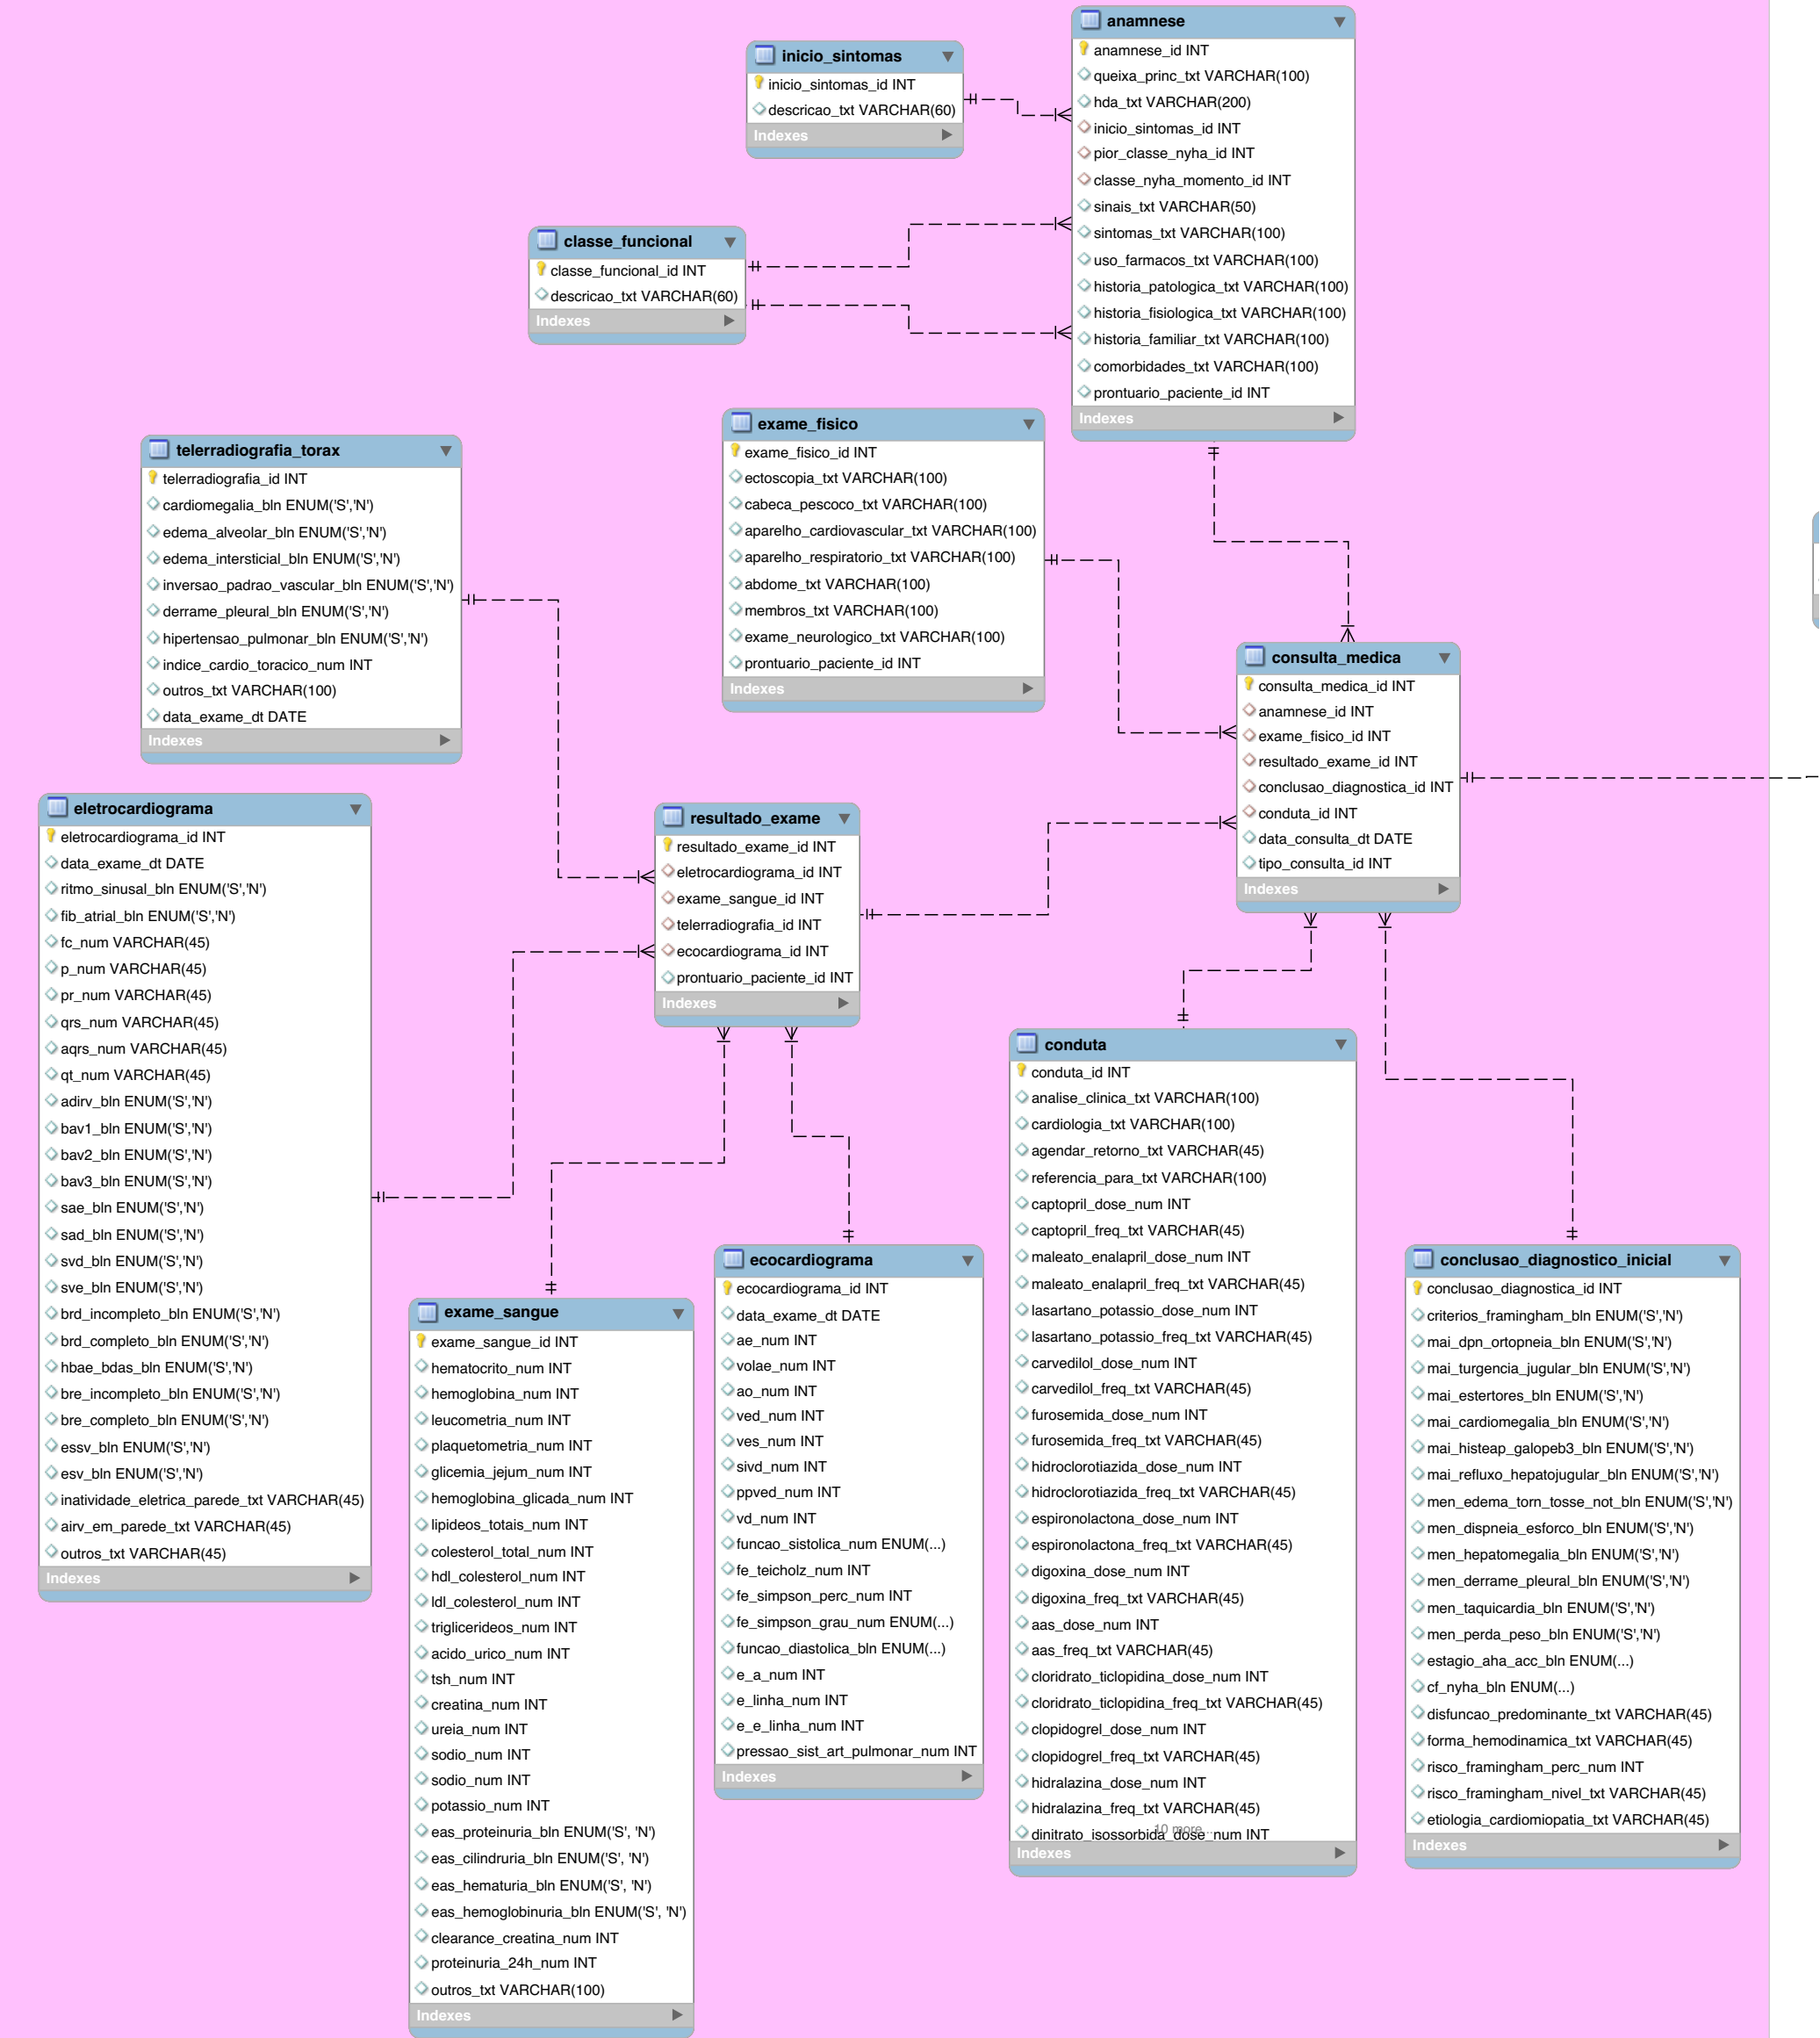 anamnese
anamnese_id INT
queixa_princ_txt VARCHAR(100)
hda_txt VARCHAR(200)
inicio_sintomas_id INT
pior_classe_nyha_id INT
classe_nyha_momento_id INT
sinais_txt VARCHAR(50)
sintomas_txt VARCHAR(100)
uso_farmacos_txt VARCHAR(100)
historia_patologica_txt VARCHAR(100)
historia_fisiologica_txt VARCHAR(100)
historia_familiar_txt VARCHAR(100)
comorbidades_txt VARCHAR(100)
prontuario_paciente_id INT
Indexes
inicio_sintomas
inicio_sintomas_id INT
descricao_txt VARCHAR(60)
Indexes
classe_funcional
classe_funcional_id INT
descricao_txt VARCHAR(60)
Indexes
exame_fisico
exame_fisico_id INT
ectoscopia_txt VARCHAR(100)
cabeca_pescoco_txt VARCHAR(100)
aparelho_cardiovascular_txt VARCHAR(100)
aparelho_respiratorio_txt VARCHAR(100)
abdome_txt VARCHAR(100)
membros_txt VARCHAR(100)
exame_neurologico_txt VARCHAR(100)
prontuario_paciente_id INT
Indexes
telerradiografia_torax
telerradiografia_id INT
cardiomegalia_bln ENUM('S','N')
edema_alveolar_bln ENUM('S','N')
edema_intersticial_bln ENUM('S','N')
inversao_padrao_vascular_bln ENUM('S','N')
derrame_pleural_bln ENUM('S','N')
hipertensao_pulmonar_bln ENUM('S','N')
indice_cardio_toracico_num INT
outros_txt VARCHAR(100)
data_exame_dt DATE
Indexes
consulta_medica
consulta_medica_id INT
anamnese_id INT
exame_fisico_id INT
resultado_exame_id INT
conclusao_diagnostica_id INT
conduta_id INT
data_consulta_dt DATE
tipo_consulta_id INT
Indexes
eletrocardiograma
eletrocardiograma_id INT
data_exame_dt DATE
ritmo_sinusal_bln ENUM('S','N')
fib_atrial_bln ENUM('S','N')
fc_num VARCHAR(45)
p_num VARCHAR(45)
pr_num VARCHAR(45)
qrs_num VARCHAR(45)
aqrs_num VARCHAR(45)
qt_num VARCHAR(45)
adirv_bln ENUM('S','N')
bav1_bln ENUM('S','N')
bav2_bln ENUM('S','N')
bav3_bln ENUM('S','N')
sae_bln ENUM('S','N')
sad_bln ENUM('S','N')
svd_bln ENUM('S','N')
sve_bln ENUM('S','N')
brd_incompleto_bln ENUM('S','N')
brd_completo_bln ENUM('S','N')
hbae_bdas_bln ENUM('S','N')
bre_incompleto_bln ENUM('S','N')
bre_completo_bln ENUM('S','N')
essv_bln ENUM('S','N')
esv_bln ENUM('S','N')
inatividade_eletrica_parede_txt VARCHAR(45)
airv_em_parede_txt VARCHAR(45)
outros_txt VARCHAR(45)
Indexes
resultado_exame
resultado_exame_id INT
eletrocardiograma_id INT
exame_sangue_id INT
telerradiografia_id INT
ecocardiograma_id INT
prontuario_paciente_id INT
Indexes
exame_sangue
exame_sangue_id INT
hematocrito_num INT
hemoglobina_num INT
leucometria_num INT
plaquetometria_num INT
glicemia_jejum_num INT
hemoglobina_glicada_num INT
lipideos_totais_num INT
colesterol_total_num INT
hdl_colesterol_num INT
ldl_colesterol_num INT
triglicerideos_num INT
acido_urico_num INT
tsh_num INT
creatina_num INT
ureia_num INT
sodio_num INT
sodio_num INT
potassio_num INT
eas_proteinuria_bln ENUM('S', 'N')
eas_cilindruria_bln ENUM('S', 'N')
eas_hematuria_bln ENUM('S', 'N')
eas_hemoglobinuria_bln ENUM('S', 'N')
clearance_creatina_num INT
proteinuria_24h_num INT
outros_txt VARCHAR(100)
Indexes
ecocardiograma
ecocardiograma_id INT
data_exame_dt DATE
ae_num INT
volae_num INT
ao_num INT
ved_num INT
ves_num INT
sivd_num INT
ppved_num INT
vd_num INT
funcao_sistolica_num ENUM(...)
fe_teicholz_num INT
fe_simpson_perc_num INT
fe_simpson_grau_num ENUM(...)
funcao_diastolica_bln ENUM(...)
e_a_num INT
e_linha_num INT
e_e_linha_num INT
pressao_sist_art_pulmonar_num INT
Indexes
conduta
conduta_id INT
analise_clinica_txt VARCHAR(100)
cardiologia_txt VARCHAR(100)
agendar_retorno_txt VARCHAR(45)
referencia_para_txt VARCHAR(100)
captopril_dose_num INT
captopril_freq_txt VARCHAR(45)
maleato_enalapril_dose_num INT
maleato_enalapril_freq_txt VARCHAR(45)
lasartano_potassio_dose_num INT
lasartano_potassio_freq_txt VARCHAR(45)
carvedilol_dose_num INT
carvedilol_freq_txt VARCHAR(45)
furosemida_dose_num INT
furosemida_freq_txt VARCHAR(45)
hidroclorotiazida_dose_num INT
hidroclorotiazida_freq_txt VARCHAR(45)
espironolactona_dose_num INT
espironolactona_freq_txt VARCHAR(45)
digoxina_dose_num INT
digoxina_freq_txt VARCHAR(45)
aas_dose_num INT
aas_freq_txt VARCHAR(45)
cloridrato_ticlopidina_dose_num INT
cloridrato_ticlopidina_freq_txt VARCHAR(45)
clopidogrel_dose_num INT
clopidogrel_freq_txt VARCHAR(45)
hidralazina_dose_num INT
hidralazina_freq_txt VARCHAR(45)
dinitrato_isossorbida_dose_num INT
10 more...
Indexes
conclusao_diagnostico_inicial
conclusao_diagnostica_id INT
criterios_framingham_bln ENUM('S','N')
mai_dpn_ortopneia_bln ENUM('S','N')
mai_turgencia_jugular_bln ENUM('S','N')
mai_estertores_bln ENUM('S','N')
mai_cardiomegalia_bln ENUM('S','N')
mai_histeap_galopeb3_bln ENUM('S','N')
mai_refluxo_hepatojugular_bln ENUM('S','N')
men_edema_torn_tosse_not_bln ENUM('S','N')
men_dispneia_esforco_bln ENUM('S','N')
men_hepatomegalia_bln ENUM('S','N')
men_derrame_pleural_bln ENUM('S','N')
men_taquicardia_bln ENUM('S','N')
men_perda_peso_bln ENUM('S','N')
estagio_aha_acc_bln ENUM(...)
cf_nyha_bln ENUM(...)
disfuncao_predominante_txt VARCHAR(45)
forma_hemodinamica_txt VARCHAR(45)
risco_framingham_perc_num INT
risco_framingham_nivel_txt VARCHAR(45)
etiologia_cardiomiopatia_txt VARCHAR(45)
Indexes